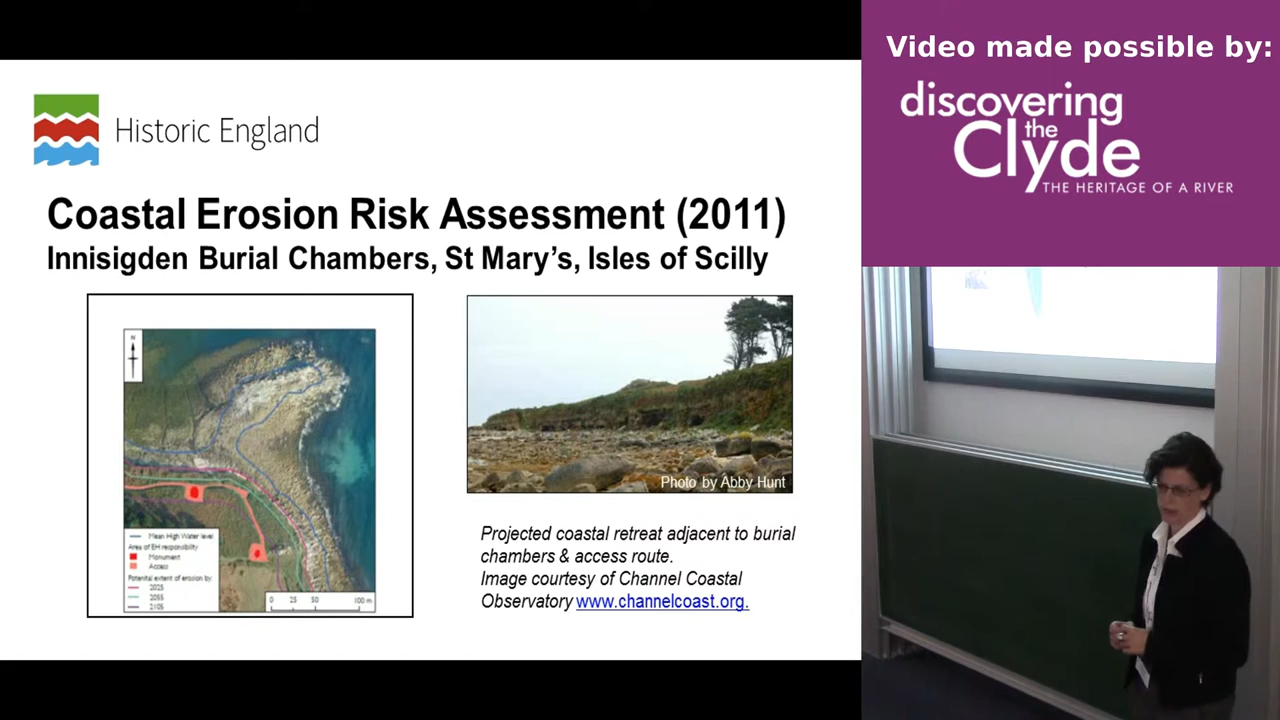 Historic England
Coastal Erosion Risk Assessment (2011)
Innisigden Burial Chambers, St Mary's, Isles of Scilly
N
Mean High Water level
Area of EH responsibility
Monument
Access
Potential extent of erosion by:
2025
2055
2105
0 25 50 100 m
Photo by Abby Hunt
Projected coastal retreat adjacent to burial
chambers & access route.
Image courtesy of Channel Coastal
Observatory www.channelcoast.org.
Video made possible by:
discovering
the
Clyde
THE HERITAGE OF A RIVER